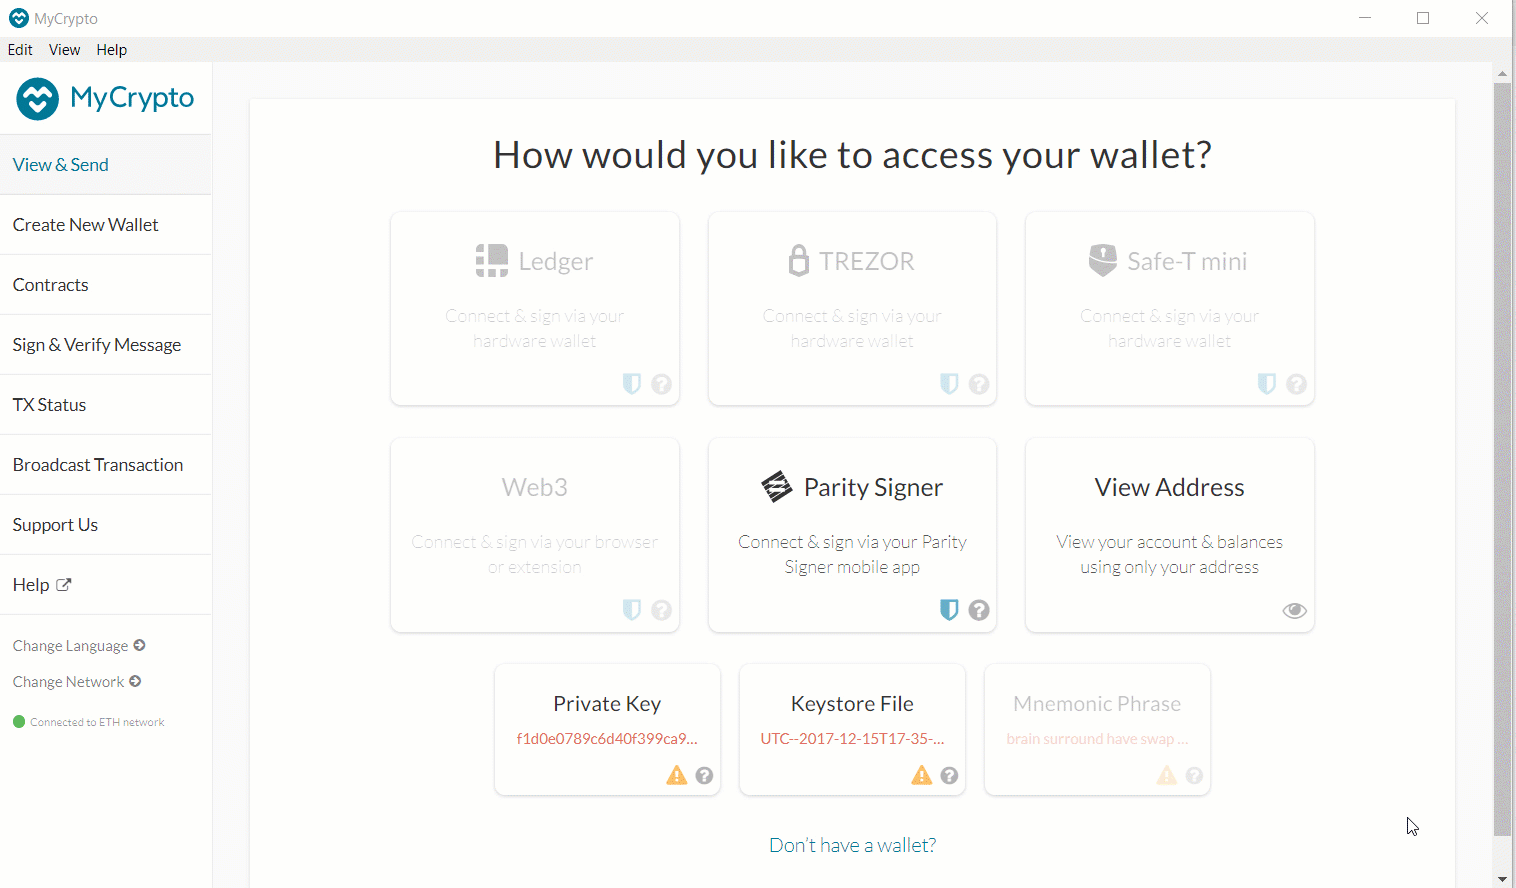 MyCrypto
Edit View Help
MyCrypto
View & Send
Create New Wallet
Contracts
Sign & Verify Message
TX Status
Broadcast Transaction
Support Us
Help
Change Language
Change Network
Connected to ETH network
How would you like to access your wallet?
Ledger
Connect & sign via your
hardware wallet
TREZOR
Connect & sign via your
hardware wallet
Safe-T mini
Connect & sign via your
hardware wallet
Web3
Connect & sign via your browser
or extension
Parity Signer
Connect & sign via your Parity
Signer mobile app
View Address
View your account & balances
using only your address
Private Key
f1d0e0789c6d40f399ca9...
Keystore File
UTC--2017-12-15T17-35-...
Mnemonic Phrase
brain surround have swap ...
Don't have a wallet?